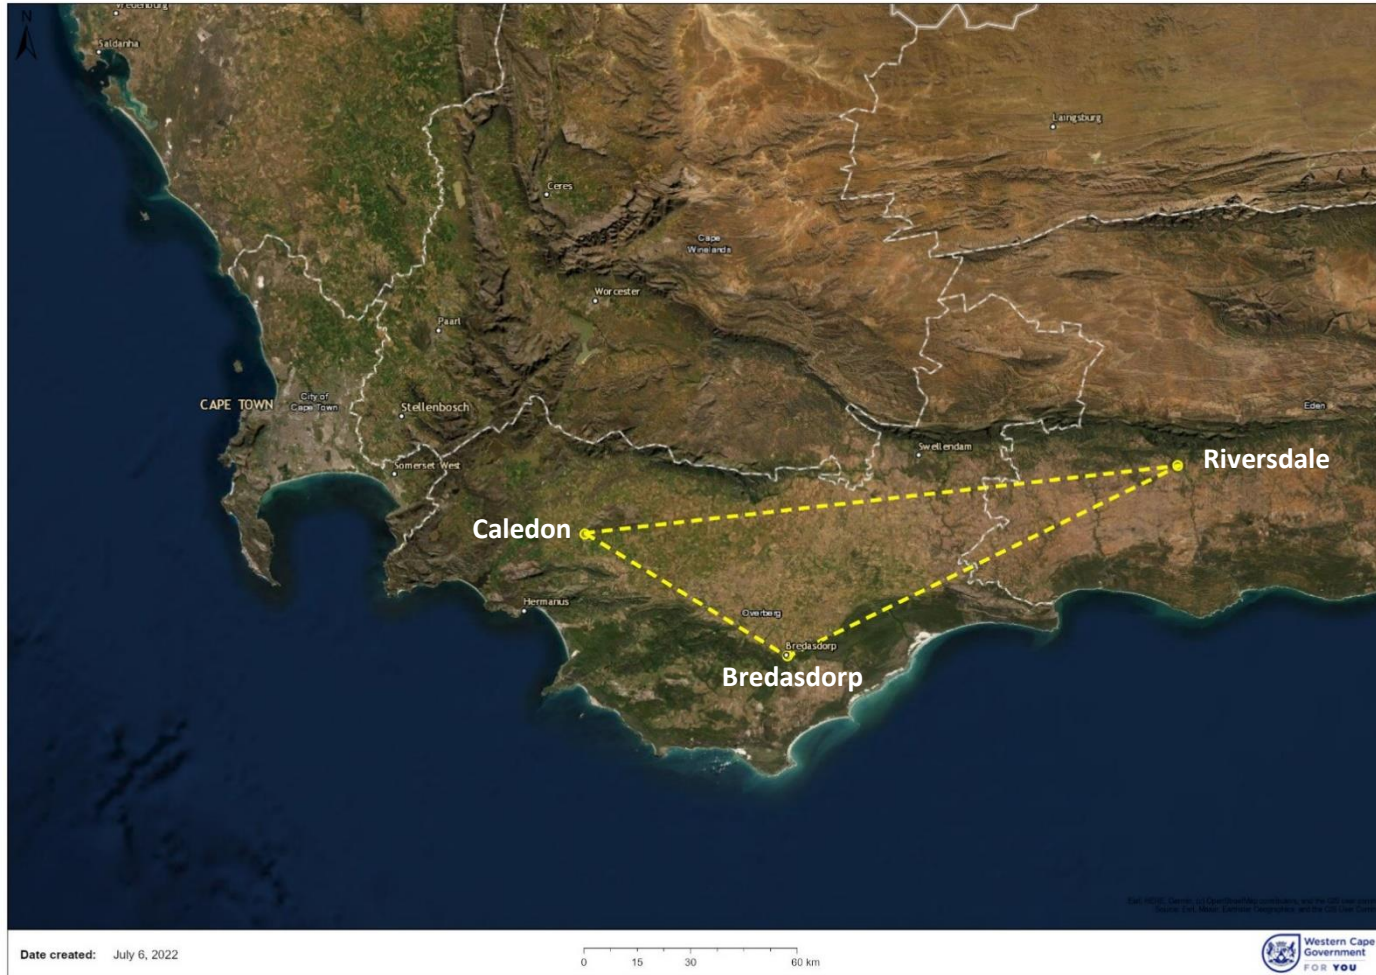 N
Vredenburg
Saldanha
Laingsburg
Ceres
Cape
Winelands
Worcester
Paarl
CAPE TOWN
City of
Cape Town
Stellenbosch
Eden
Swellendam
Somerset West
Riversdale
Caledon
Hermanus
Overberg
Bredasdorp
Bredasdorp
Date created: July 6, 2022
0 15 30 60 km
Western Cape
Government
FOR YOU